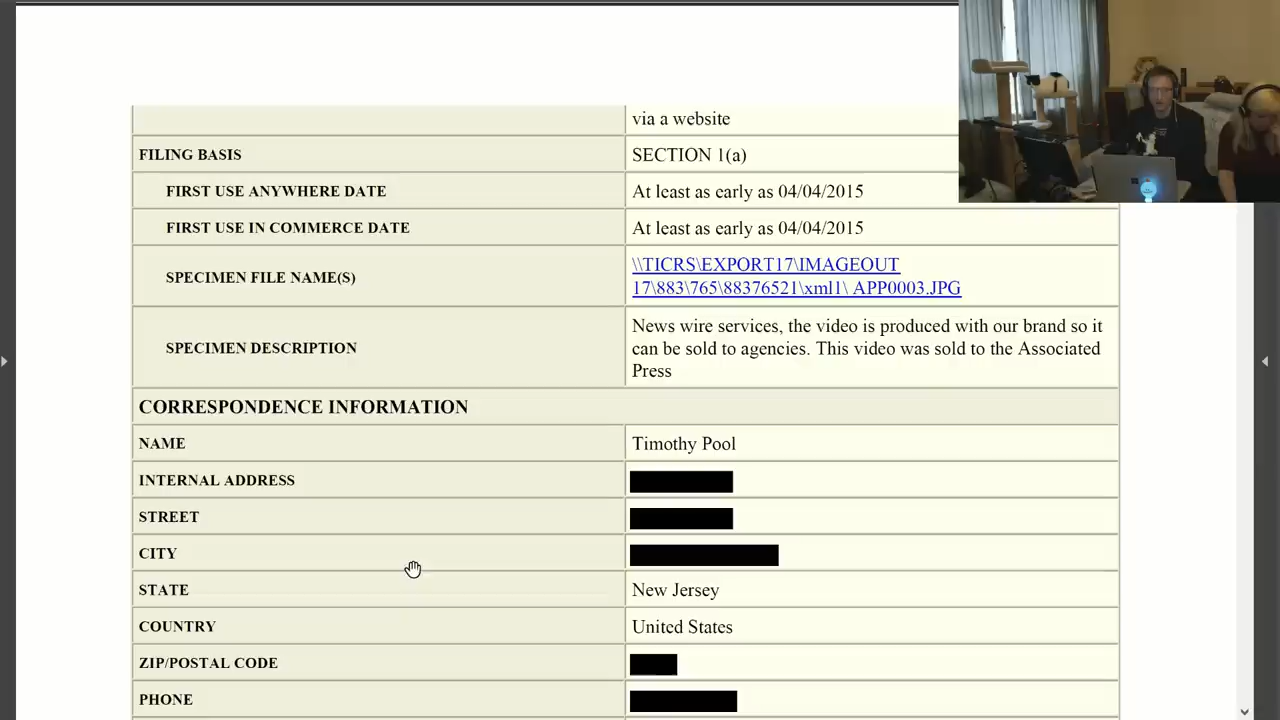 via a website
FILING BASIS SECTION 1(a)
FIRST USE ANYWHERE DATE At least as early as 04/04/2015
FIRST USE IN COMMERCE DATE At least as early as 04/04/2015
SPECIMEN FILE NAME(S) \\TICRS\EXPORT17\IMAGEOUT
17\883\765\88376521\xml1\ APP0003.JPG
SPECIMEN DESCRIPTION News wire services, the video is produced with our brand so it
can be sold to agencies. This video was sold to the Associated
Press
CORRESPONDENCE INFORMATION
NAME Timothy Pool
INTERNAL ADDRESS
STREET
CITY
STATE New Jersey
COUNTRY United States
ZIP/POSTAL CODE
PHONE